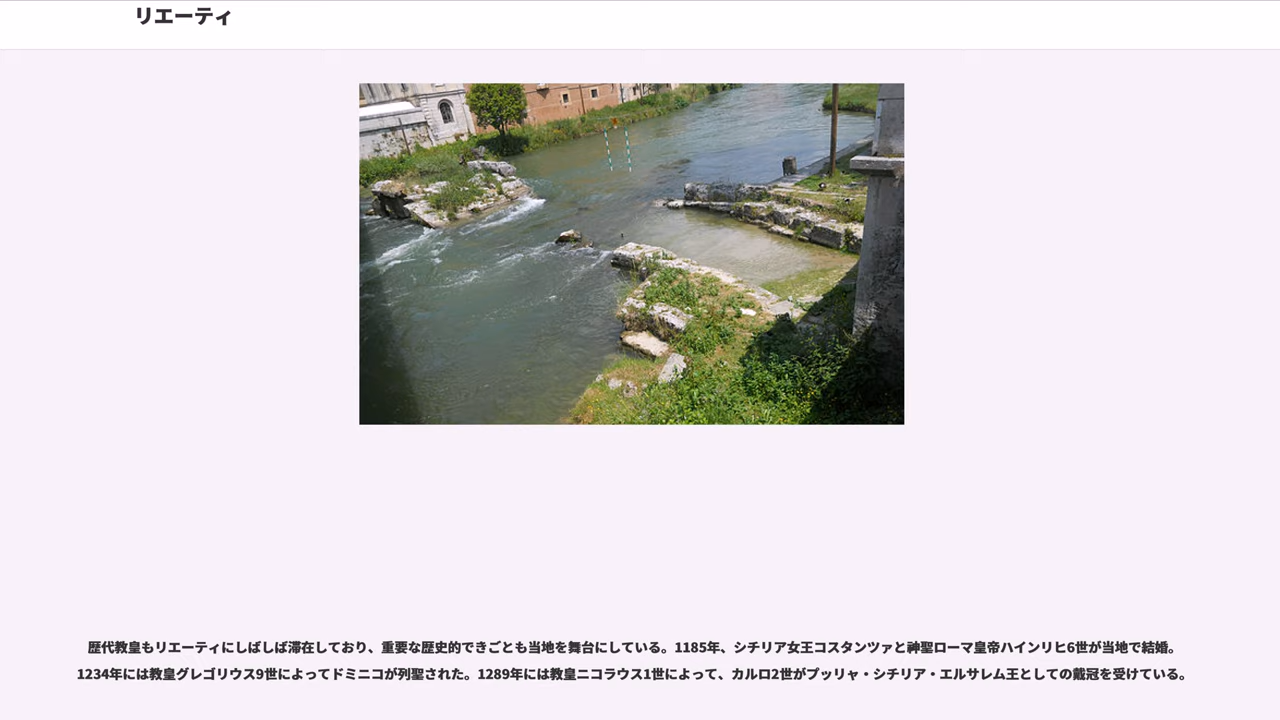 リエーティ
歴代教皇もリエーティにしばしば滞在しており、重要な歴史的できごとも当地を舞台にしている。1185年、シチリア女王コスタンツァと神聖ローマ皇帝ハインリヒ6世が当地で結婚。
1234年には教皇グレゴリウス9世によってドミニコが列聖された。1289年には教皇ニコラウス1世によって、カルロ2世がプッリャ・シチリア・エルサレム王としての戴冠を受けている。